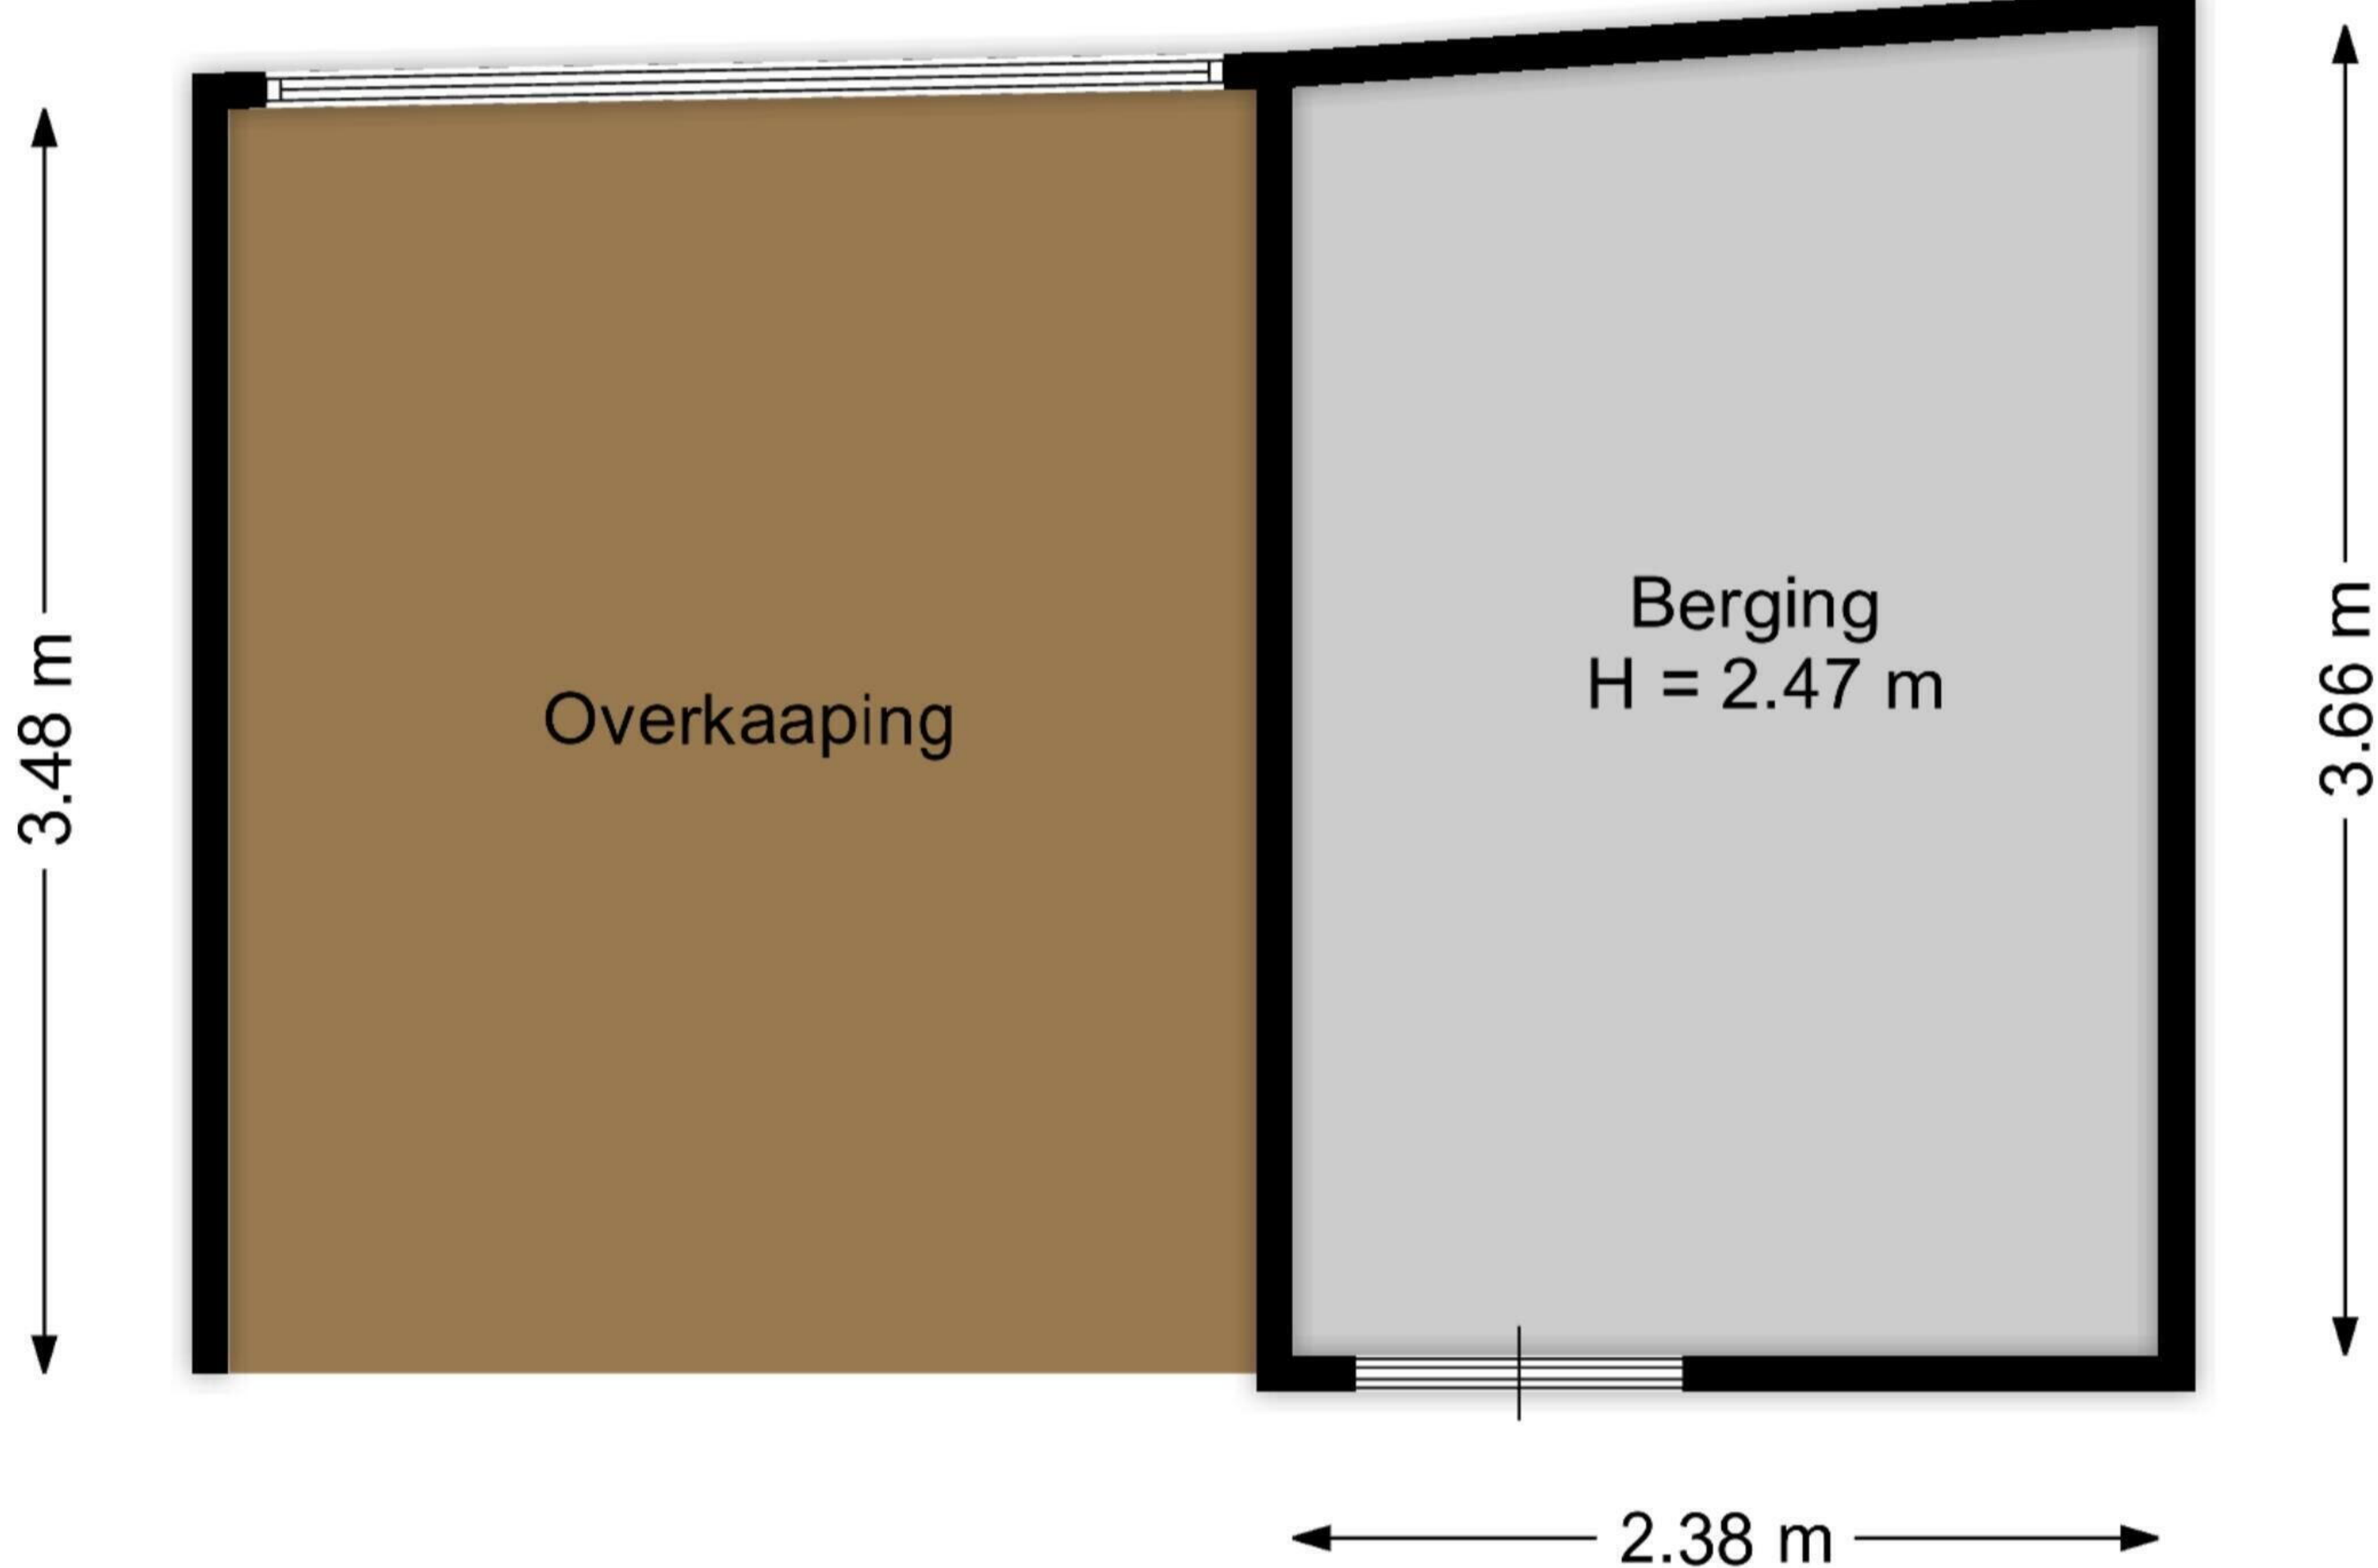 3.48 m
Overkaaping
Berging
H = 2.47 m
3.66 m
2.38 m